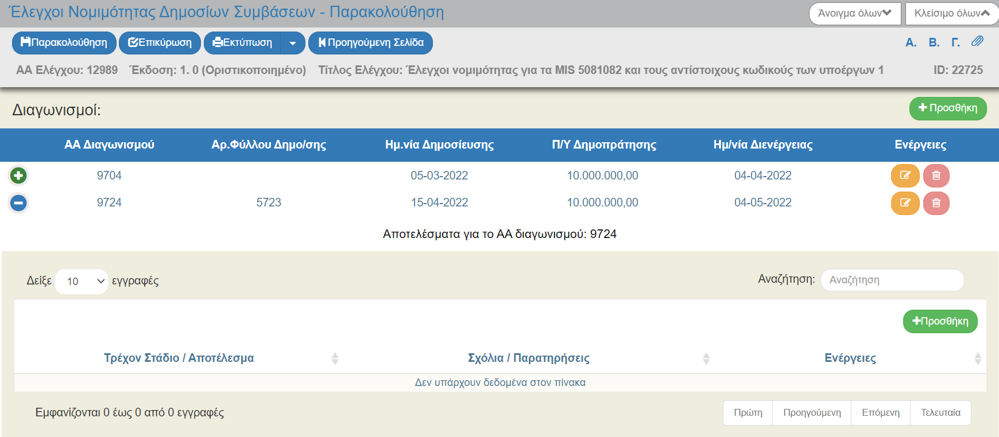 Έλεγχοι Νομιμότητας Δημοσίων Συμβάσεων - Παρακολούθηση
Άνοιγμα όλων Κλείσιμο όλων
Παρακολούθηση Επικύρωση Εκτύπωση Προηγούμενη Σελίδα Α. Β. Γ.
ΑΑ Ελέγχου: 12989 Έκδοση: 1. 0 (Οριστικοποιημένο) Τίτλος Ελέγχου: Έλεγχοι νομιμότητας για τα MIS 5081082 και τους αντίστοιχους κωδικούς των υποέργων 1 ID: 22725
Διαγωνισμοί: Προσθήκη
ΑΑ Διαγωνισμού Αρ.Φύλλου Δημο/σης Ημ.νία Δημοσίευσης Π/Υ Δημοπράτησης Ημ/νία Διενέργειας Ενέργειες
9704 05-03-2022 10.000.000,00 04-04-2022
9724 5723 15-04-2022 10.000.000,00 04-05-2022
Αποτελέσματα για το ΑΑ διαγωνισμού: 9724
Δείξε 10 εγγραφές Αναζήτηση: Αναζήτηση
Προσθήκη
Τρέχον Στάδιο / Αποτέλεσμα Σχόλια / Παρατηρήσεις Ενέργειες
Δεν υπάρχουν δεδομένα στον πίνακα
Εμφανίζονται 0 έως 0 από 0 εγγραφές Πρώτη Προηγούμενη Επόμενη Τελευταία